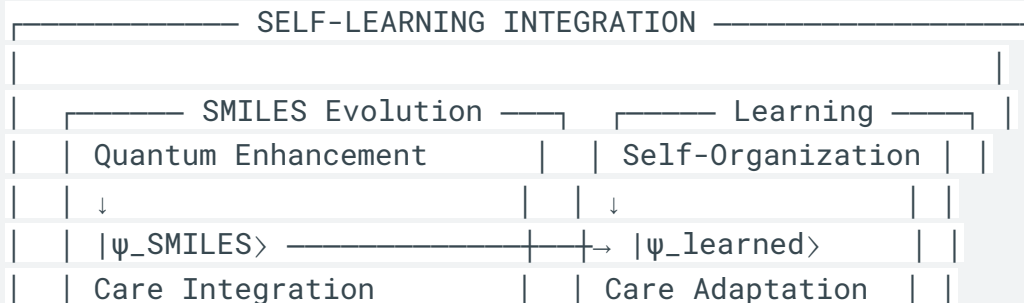 ┌──────────── SELF-LEARNING INTEGRATION ─────────────────
│                                                        │
│  ┌────── SMILES Evolution ───┐  ┌───── Learning ────┐ │
│  │ Quantum Enhancement      │  │ Self-Organization │ │
│  │ ↓                        │  │ ↓                 │ │
│  │ |ψ_SMILES⟩ ─────────────┼──┼→ |ψ_learned⟩      │ │
│  │ Care Integration         │  │ Care Adaptation   │ │